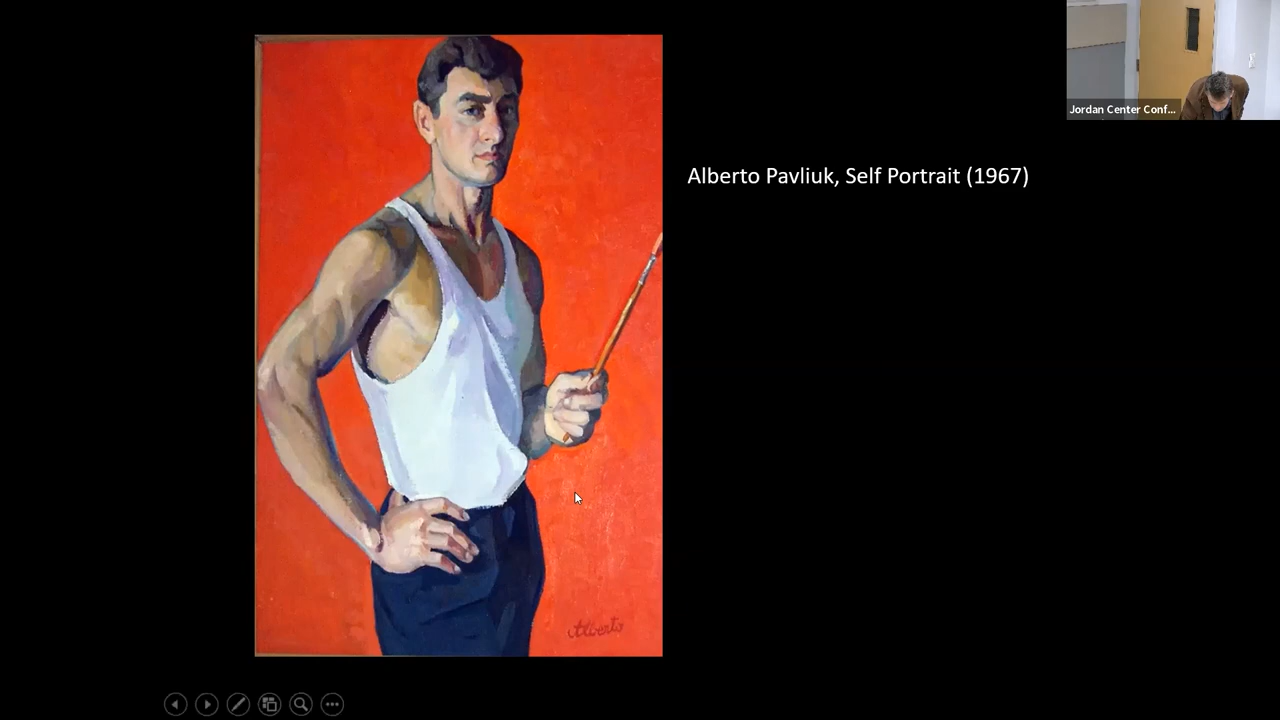 Jordan Center Conf...
Alberto Pavliuk, Self Portrait (1967)
Alberto